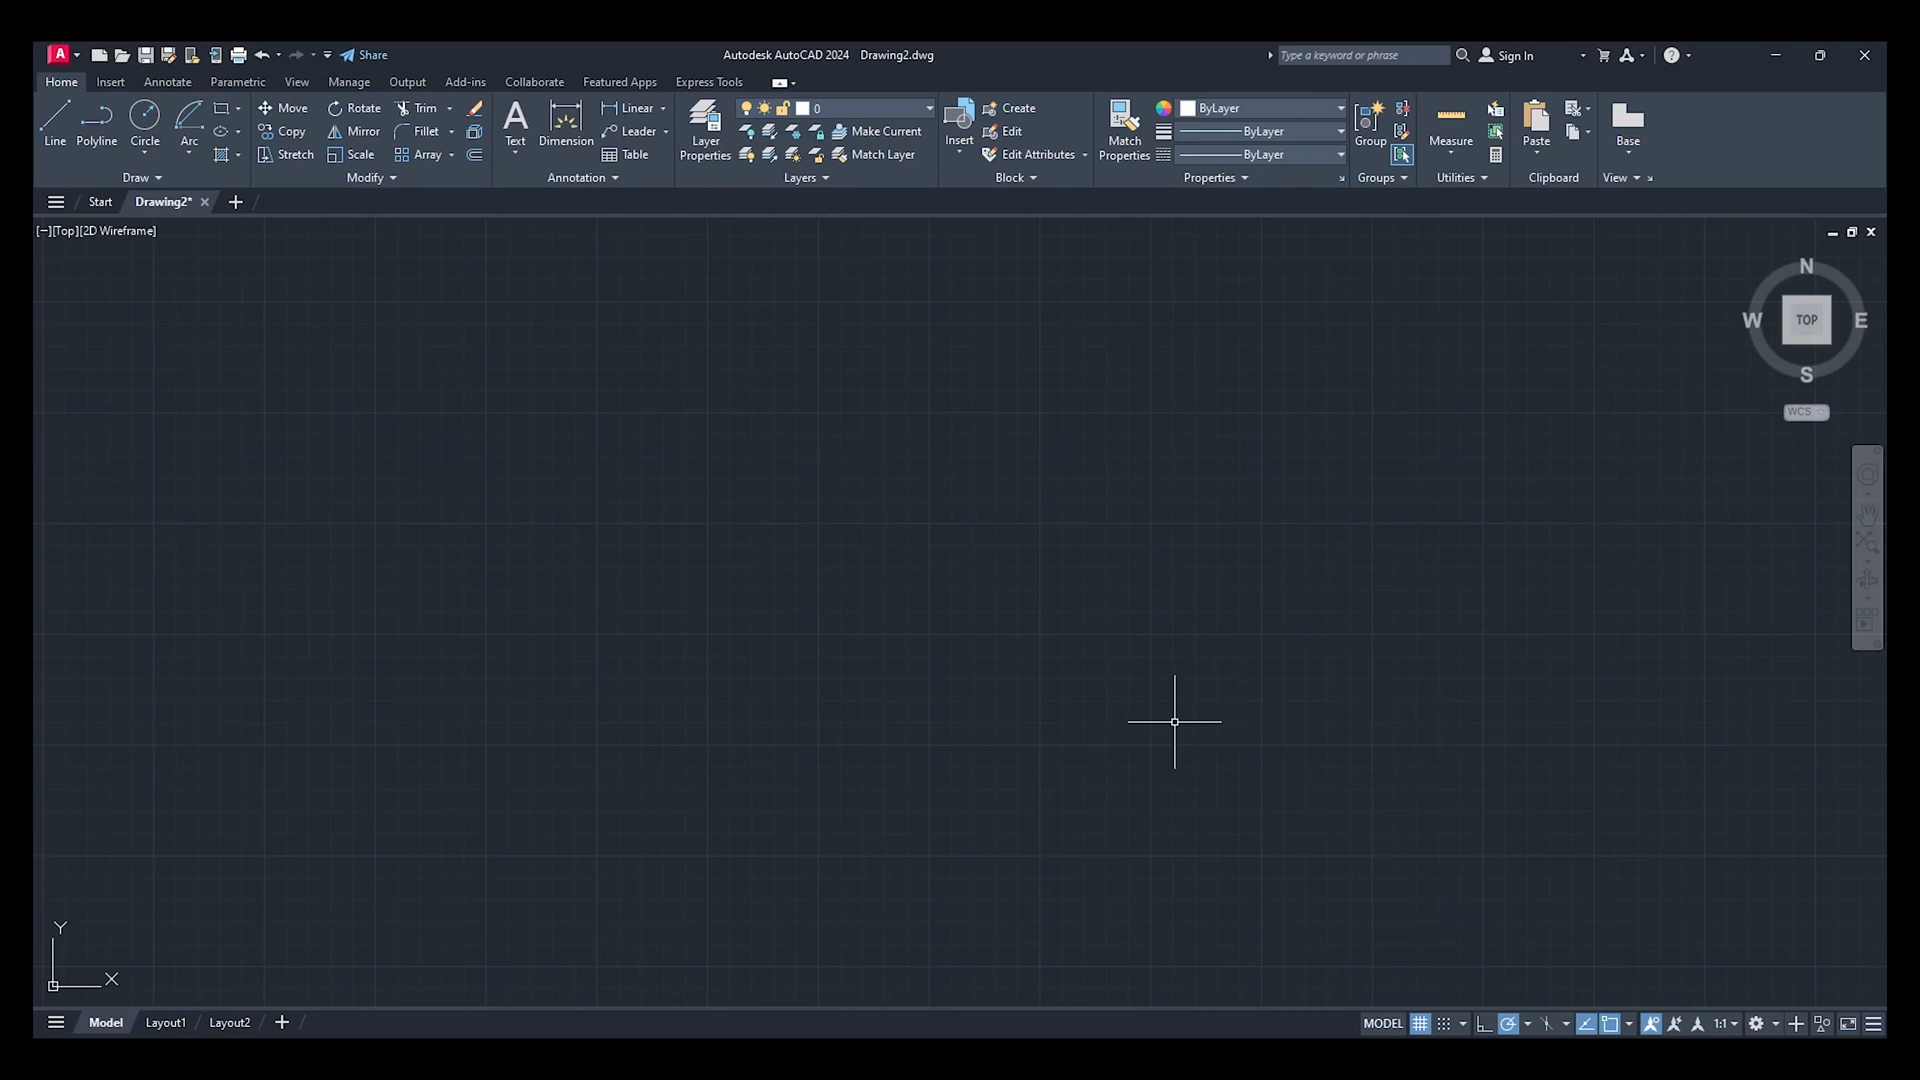 A Share Autodesk AutoCAD 2024 Drawing2.dwg Type a keyword or phrase Sign In ?
Home Insert Annotate Parametric View Manage Output Add-ins Collaborate Featured Apps Express Tools
Line Polyline Circle Arc
Move Rotate Trim
Copy Mirror Fillet
Stretch Scale Array
A
Text Dimension
Linear
Leader
Table
Layer
Properties
0
Make Current
Match Layer
Insert
Create
Edit
Edit Attributes
Match
Properties
ByLayer
ByLayer
ByLayer
Group
Measure
Paste
Base
Draw Modify Annotation Layers Block Properties Groups Utilities Clipboard View
Start Drawing2* +
[−][Top][2D Wireframe]
N
W TOP E
S
WCS
Y
X
Model Layout1 Layout2 + MODEL 1:1